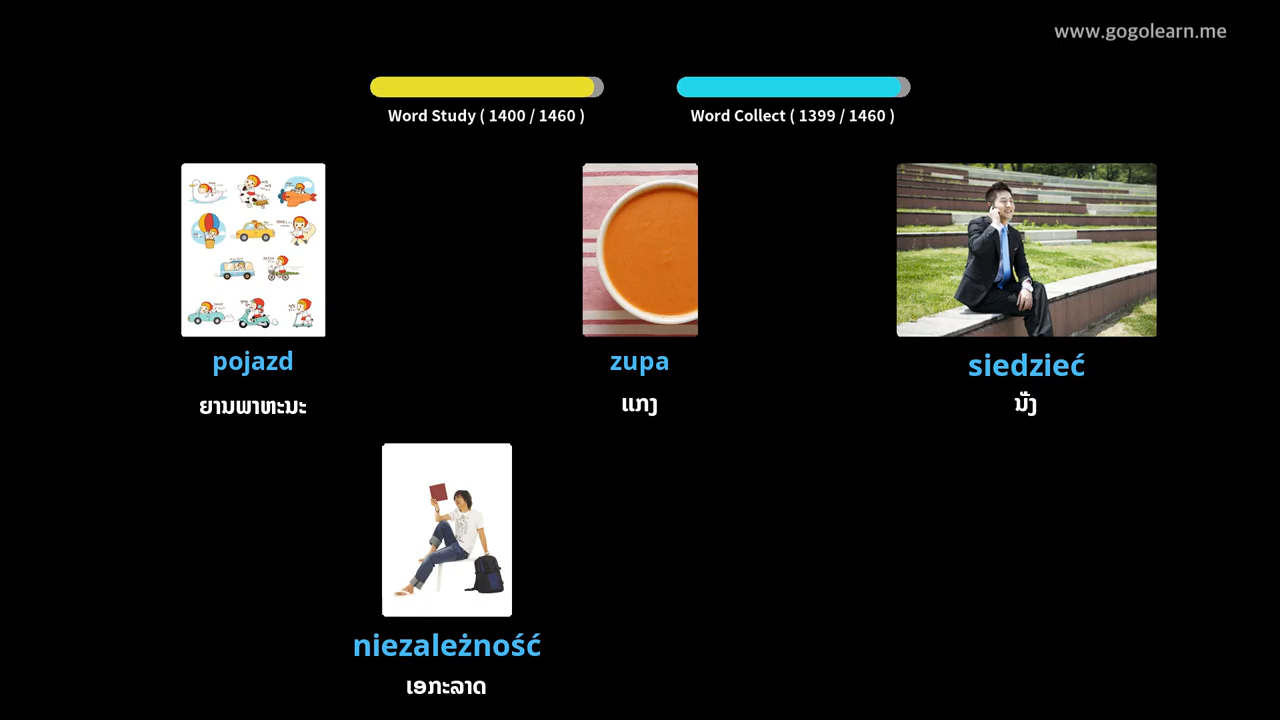 www.gogolearn.me
Word Study ( 1400 / 1460 )
Word Collect ( 1399 / 1460 )
pojazd
ຍານພາຫະນະ
zupa
ແກງ
siedzieć
ນັ່ງ
niezależność
ເອກະລາດ